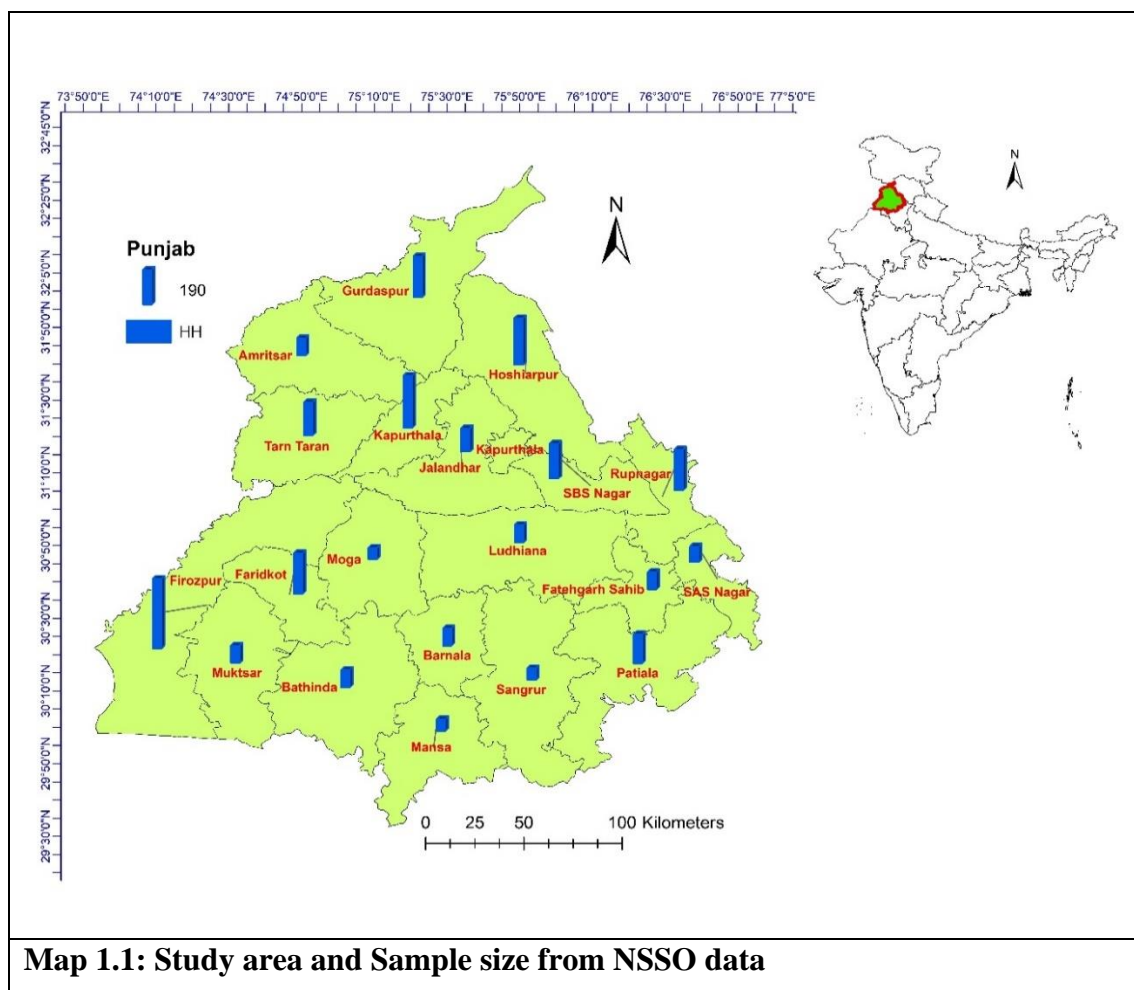 73°50'0"E 74°10'0"E 74°30'0"E 74°50'0"E 75°10'0"E 75°30'0"E 75°50'0"E 76°10'0"E 76°30'0"E 76°50'0"E 77°5'0"E
32°45'0"N
32°25'0"N
32°5'0"N
31°50'0"N
31°30'0"N
31°10'0"N
30°50'0"N
30°30'0"N
30°10'0"N
29°50'0"N
29°30'0"N
N
N
Punjab
190
HH
Gurdaspur
Amritsar
Hoshiarpur
Tarn Taran
Kapurthala
Kapurthala
Jalandhar
Rupnagar
SBS Nagar
Ludhiana
Moga
Faridkot
Firozpur
Fatehgarh Sahib
SAS Nagar
Barnala
Muktsar
Bathinda
Sangrur
Patiala
Mansa
0 25 50 100 Kilometers
Map 1.1: Study area and Sample size from NSSO data